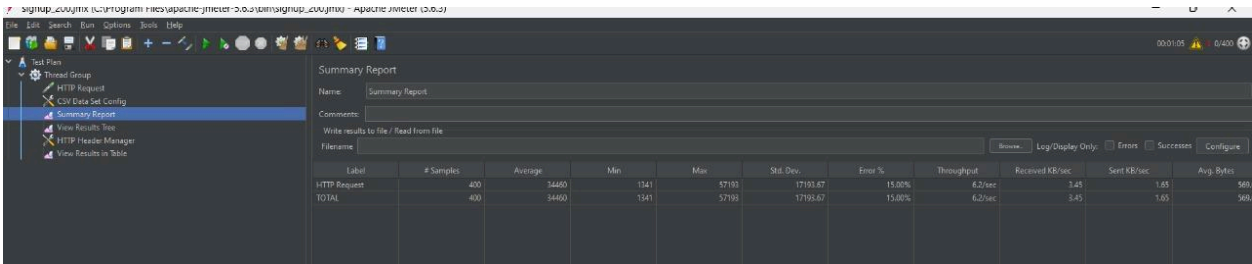 signup_200.jmx (C:\Program Files\apache-jmeter-5.6.3\bin\signup_200.jmx) - Apache JMeter (5.6.3)
File Edit Search Run Options Tools Help
00:01:05 0/400
Test Plan
Thread Group
HTTP Request
CSV Data Set Config
Summary Report
View Results Tree
HTTP Header Manager
View Results in Table
Summary Report
Name: Summary Report
Comments:
Write results to file / Read from file
Filename Browse... Log/Display Only: Errors Successes Configure
Label # Samples Average Min Max Std. Dev. Error % Throughput Received KB/sec Sent KB/sec Avg. Bytes
HTTP Request 400 34460 1341 57193 17193.67 15.00% 6.2/sec 3.45 1.65 569.
TOTAL 400 34460 1341 57193 17193.67 15.00% 6.2/sec 3.45 1.65 569.